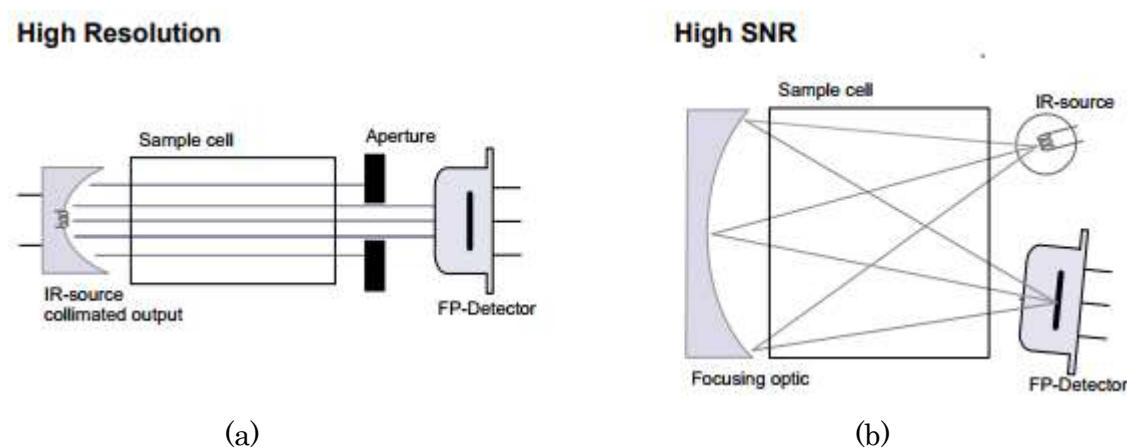 High Resolution
Sample cell
Aperture
IR-source
collimated output
FP-Detector
(a)
High SNR
Sample cell
IR-source
Focusing optic
FP-Detector
(b)